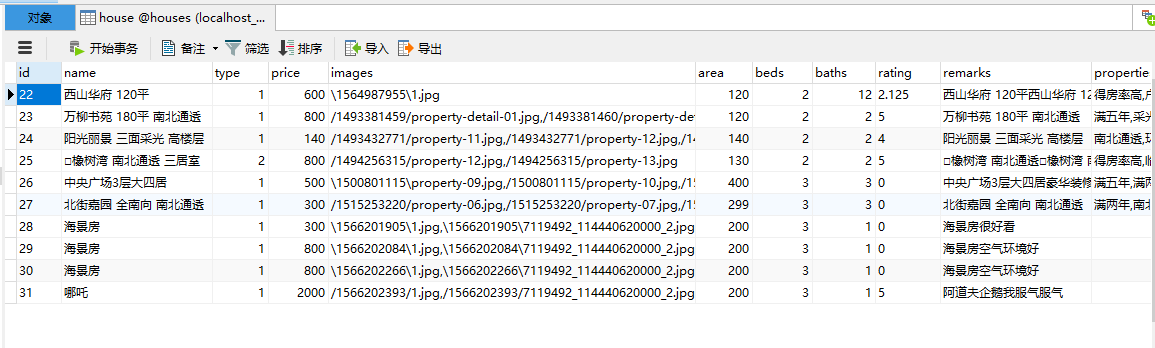 对象 house @houses (localhost_...
开始事务 备注 筛选 排序 导入 导出
id name type price images area beds baths rating remarks propertie
22 西山华府 120平 1 600 \1564987955\1.jpg 120 2 12 2.125 西山华府 120平西山华府 12 得房率高,户
23 万柳书苑 180平 南北通透 1 800 /1493381459/property-detail-01.jpg,/1493381460/property-det 120 2 2 5 万柳书苑 180平 南北通透 满五年,采光
24 阳光丽景 三面采光 高楼层 1 140 /1493432771/property-11.jpg,/1493432771/property-12.jpg,/14 140 2 2 4 阳光丽景 三面采光 高楼层 南北通透,环
25 □橡树湾 南北通透 三居室 2 800 /1494256315/property-12.jpg,/1494256315/property-13.jpg 130 2 2 5 □橡树湾 南北通透□橡树湾 南 得房率高,临
26 中央广场3层大四居 1 500 \1500801115\property-09.jpg,/1500801115/property-10.jpg,/15 400 3 3 0 中央广场3层大四居豪华装修 满五年,满两
27 北街嘉园 全南向 南北通透 1 300 /1515253220/property-06.jpg,/1515253220/property-07.jpg,/15 299 3 3 0 北街嘉园 全南向 南北通透 满两年,南北
28 海景房 1 300 \1566201905\1.jpg,\1566201905\7119492_114440620000_2.jpg 200 3 1 0 海景房很好看
29 海景房 1 800 \1566202084\1.jpg,\1566202084\7119492_114440620000_2.jpg 200 3 1 0 海景房空气环境好
30 海景房 1 800 \1566202266\1.jpg,\1566202266\7119492_114440620000_2.jpg 200 3 1 0 海景房空气环境好
31 哪吒 1 2000 /1566202393/1.jpg,/1566202393/7119492_114440620000_2.jpg 200 3 1 5 阿道夫企鹅我服气服气